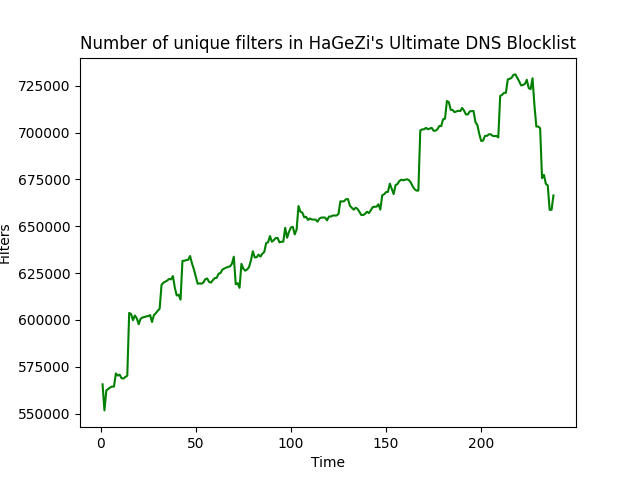 Number of unique filters in HaGeZi's Ultimate DNS Blocklist
725000
700000
675000
650000
625000
600000
575000
550000
Filters
0 50 100 150 200
Time